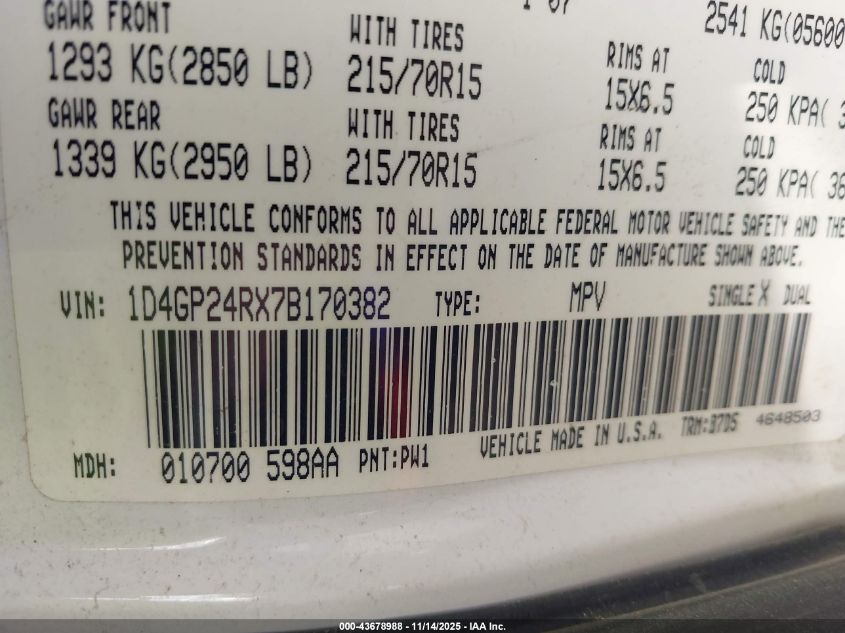 GAWR FRONT WITH TIRES RIMS AT COLD 2541 KG(05600
1293 KG(2850 LB) 215/70R15 15X6.5 250 KPA(
GAWR REAR WITH TIRES RIMS AT COLD
1339 KG(2950 LB) 215/70R15 15X6.5 250 KPA( 36
THIS VEHICLE CONFORMS TO ALL APPLICABLE FEDERAL MOTOR VEHICLE SAFETY AND THE
PREVENTION STANDARDS IN EFFECT ON THE DATE OF MANUFACTURE SHOWN ABOVE.
VIN: 1D4GP24RX7B170382 TYPE: MPV SINGLE X DUAL
MDH: 010700 598AA PNT:PW1 VEHICLE MADE IN U.S.A. TRM:B7D5 4648503
000-43678988 - 11/14/2025 - IAA Inc.